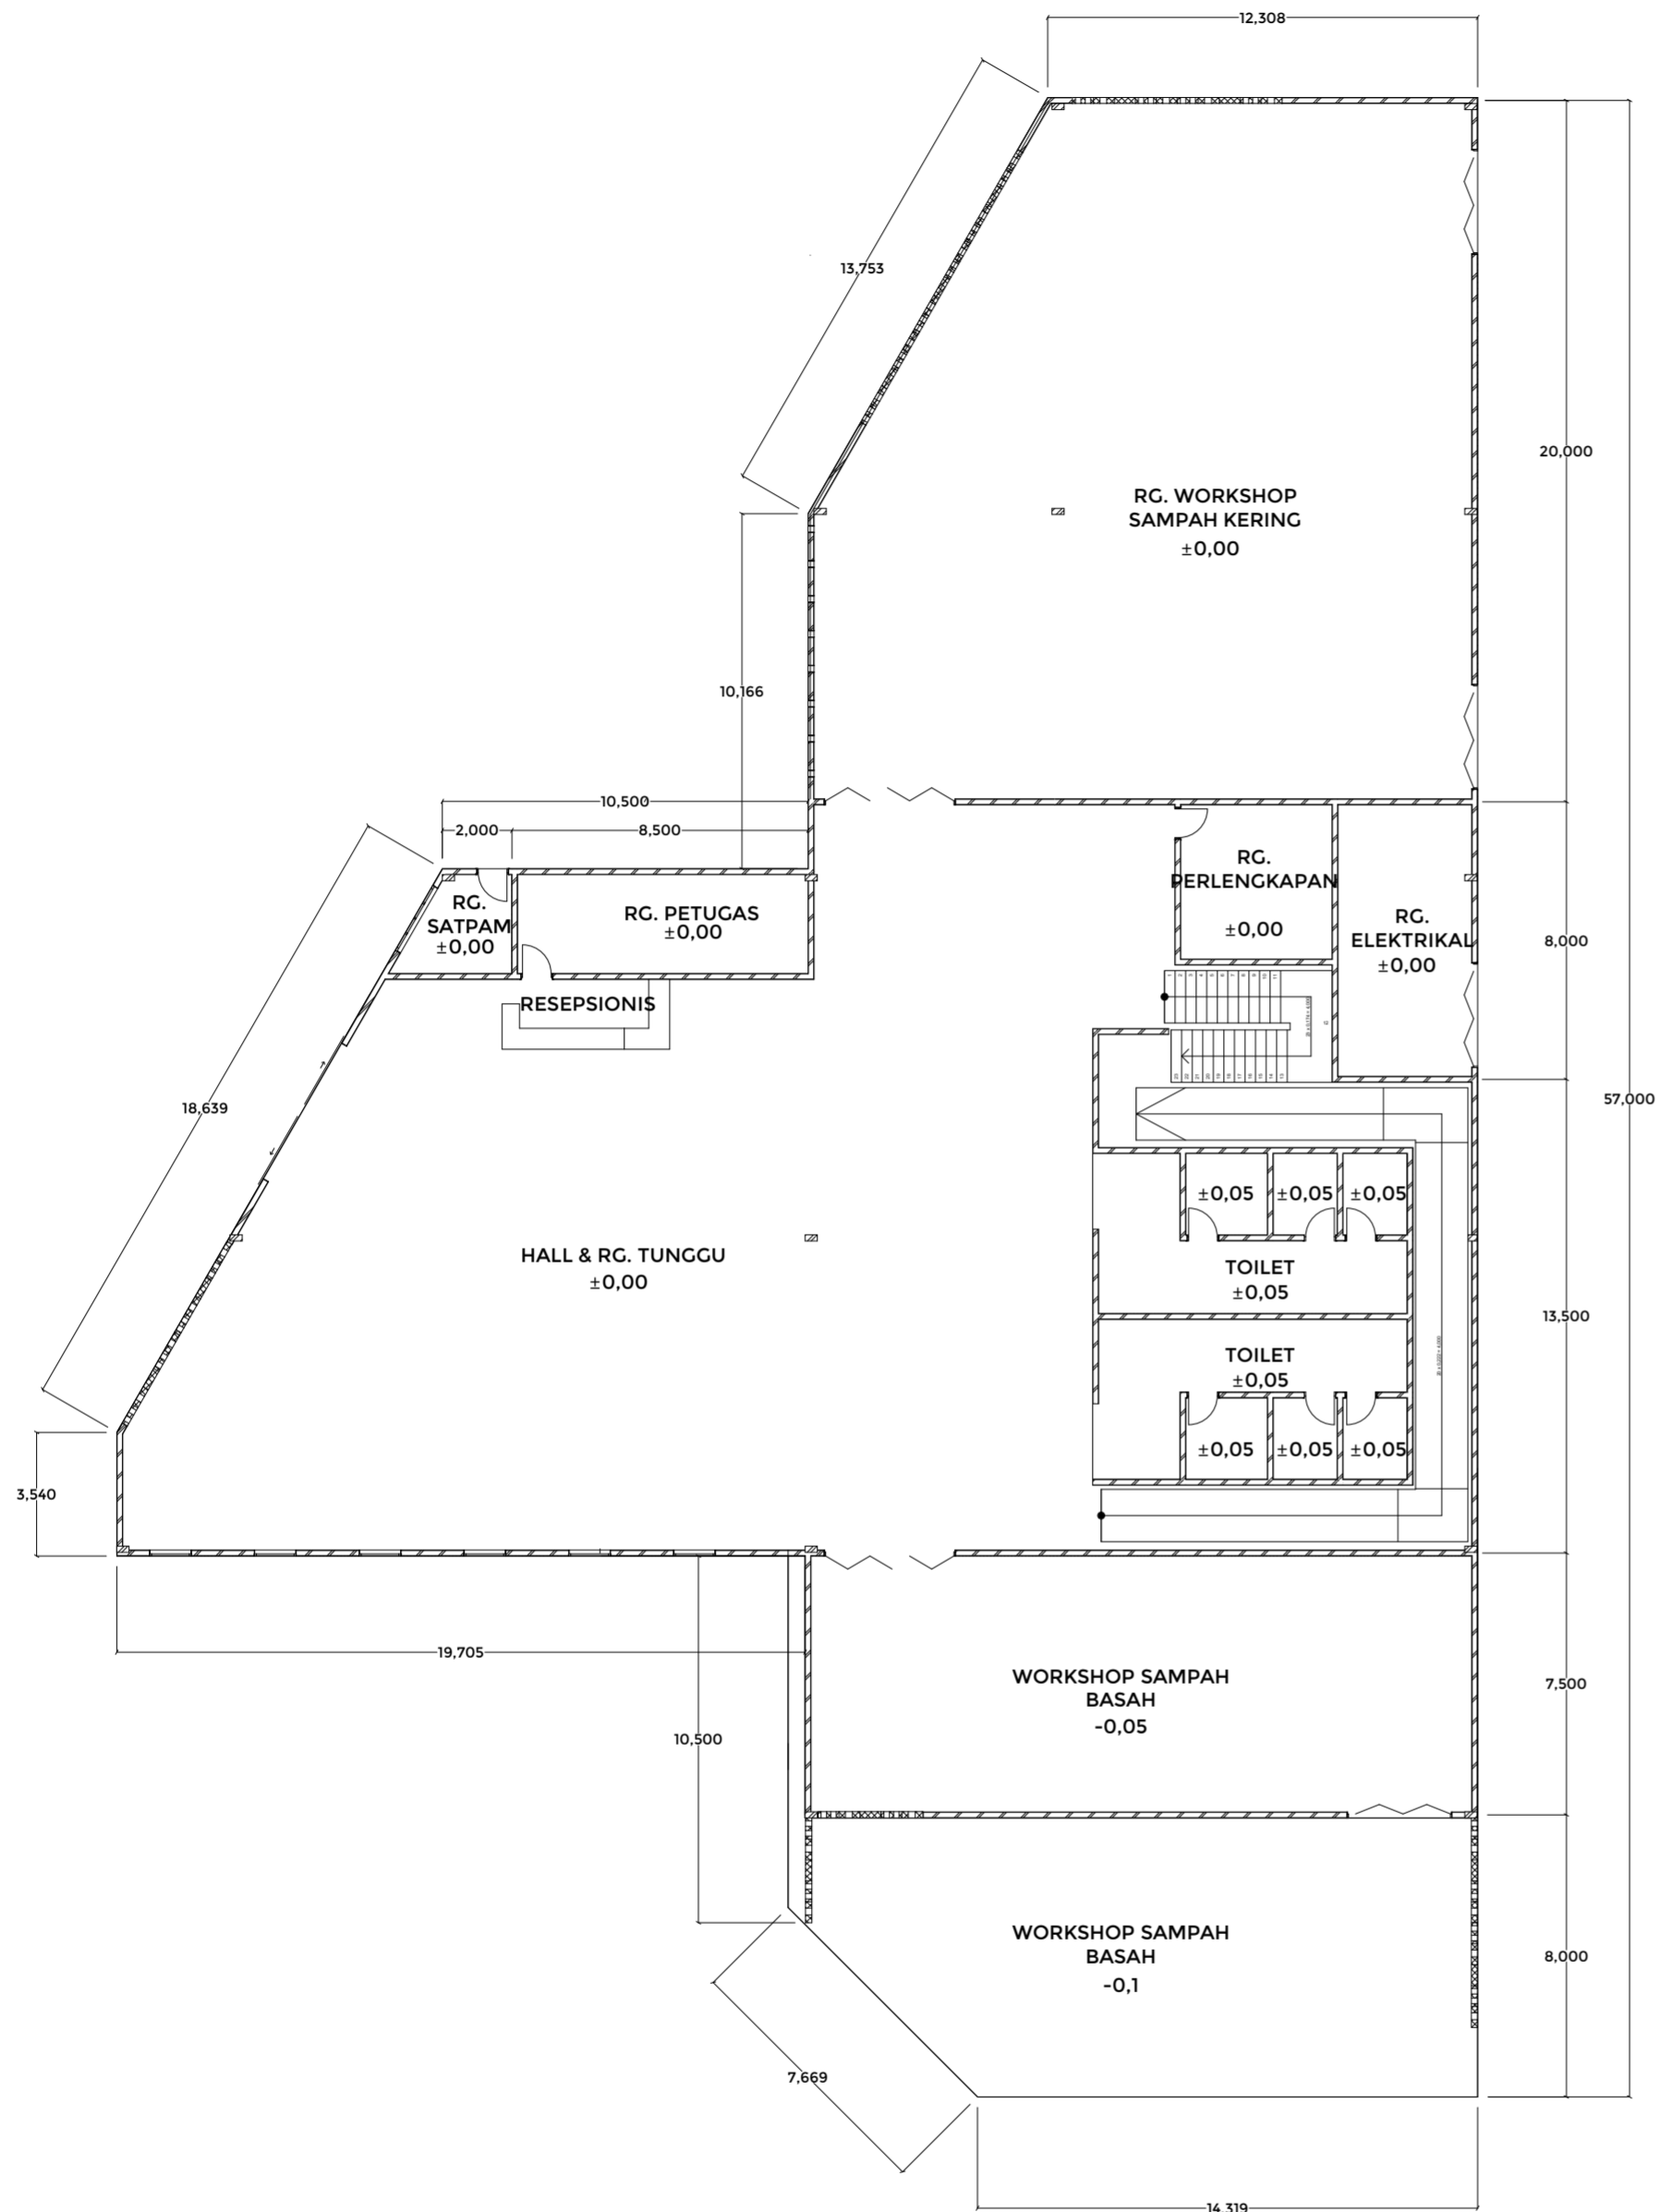 12,308
13,753
20,000
RG. WORKSHOP
SAMPAH KERING
±0,00
10,166
10,500
2,000
8,500
RG.
SATPAM
±0,00
RG. PETUGAS
±0,00
RG.
PERLENGKAPAN
±0,00
RG.
ELEKTRIKAL
±0,00
8,000
RESEPSIONIS
18,639
57,000
±0,05
±0,05
±0,05
HALL & RG. TUNGGU
±0,00
TOILET
±0,05
13,500
TOILET
±0,05
±0,05
±0,05
±0,05
3,540
19,705
WORKSHOP SAMPAH
BASAH
-0,05
7,500
10,500
WORKSHOP SAMPAH
BASAH
-0,1
8,000
7,669
14,319